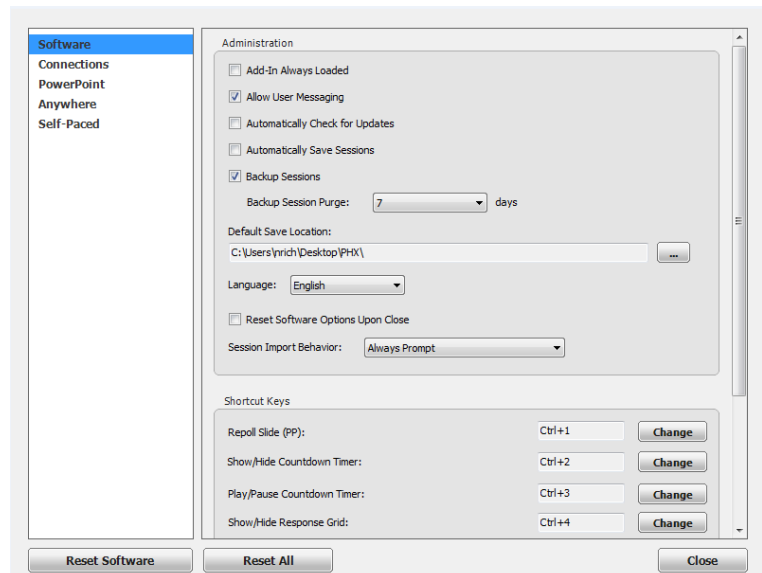 Software
Connections
PowerPoint
Anywhere
Self-Paced
Administration
Add-In Always Loaded
Allow User Messaging
Automatically Check for Updates
Automatically Save Sessions
Backup Sessions
Backup Session Purge: 7 days
Default Save Location:
C:\Users\nrich\Desktop\PHX\ ...
Language: English
Reset Software Options Upon Close
Session Import Behavior: Always Prompt
Shortcut Keys
Repoll Slide (PP): Ctrl+1 Change
Show/Hide Countdown Timer: Ctrl+2 Change
Play/Pause Countdown Timer: Ctrl+3 Change
Show/Hide Response Grid: Ctrl+4 Change
Reset Software Reset All Close